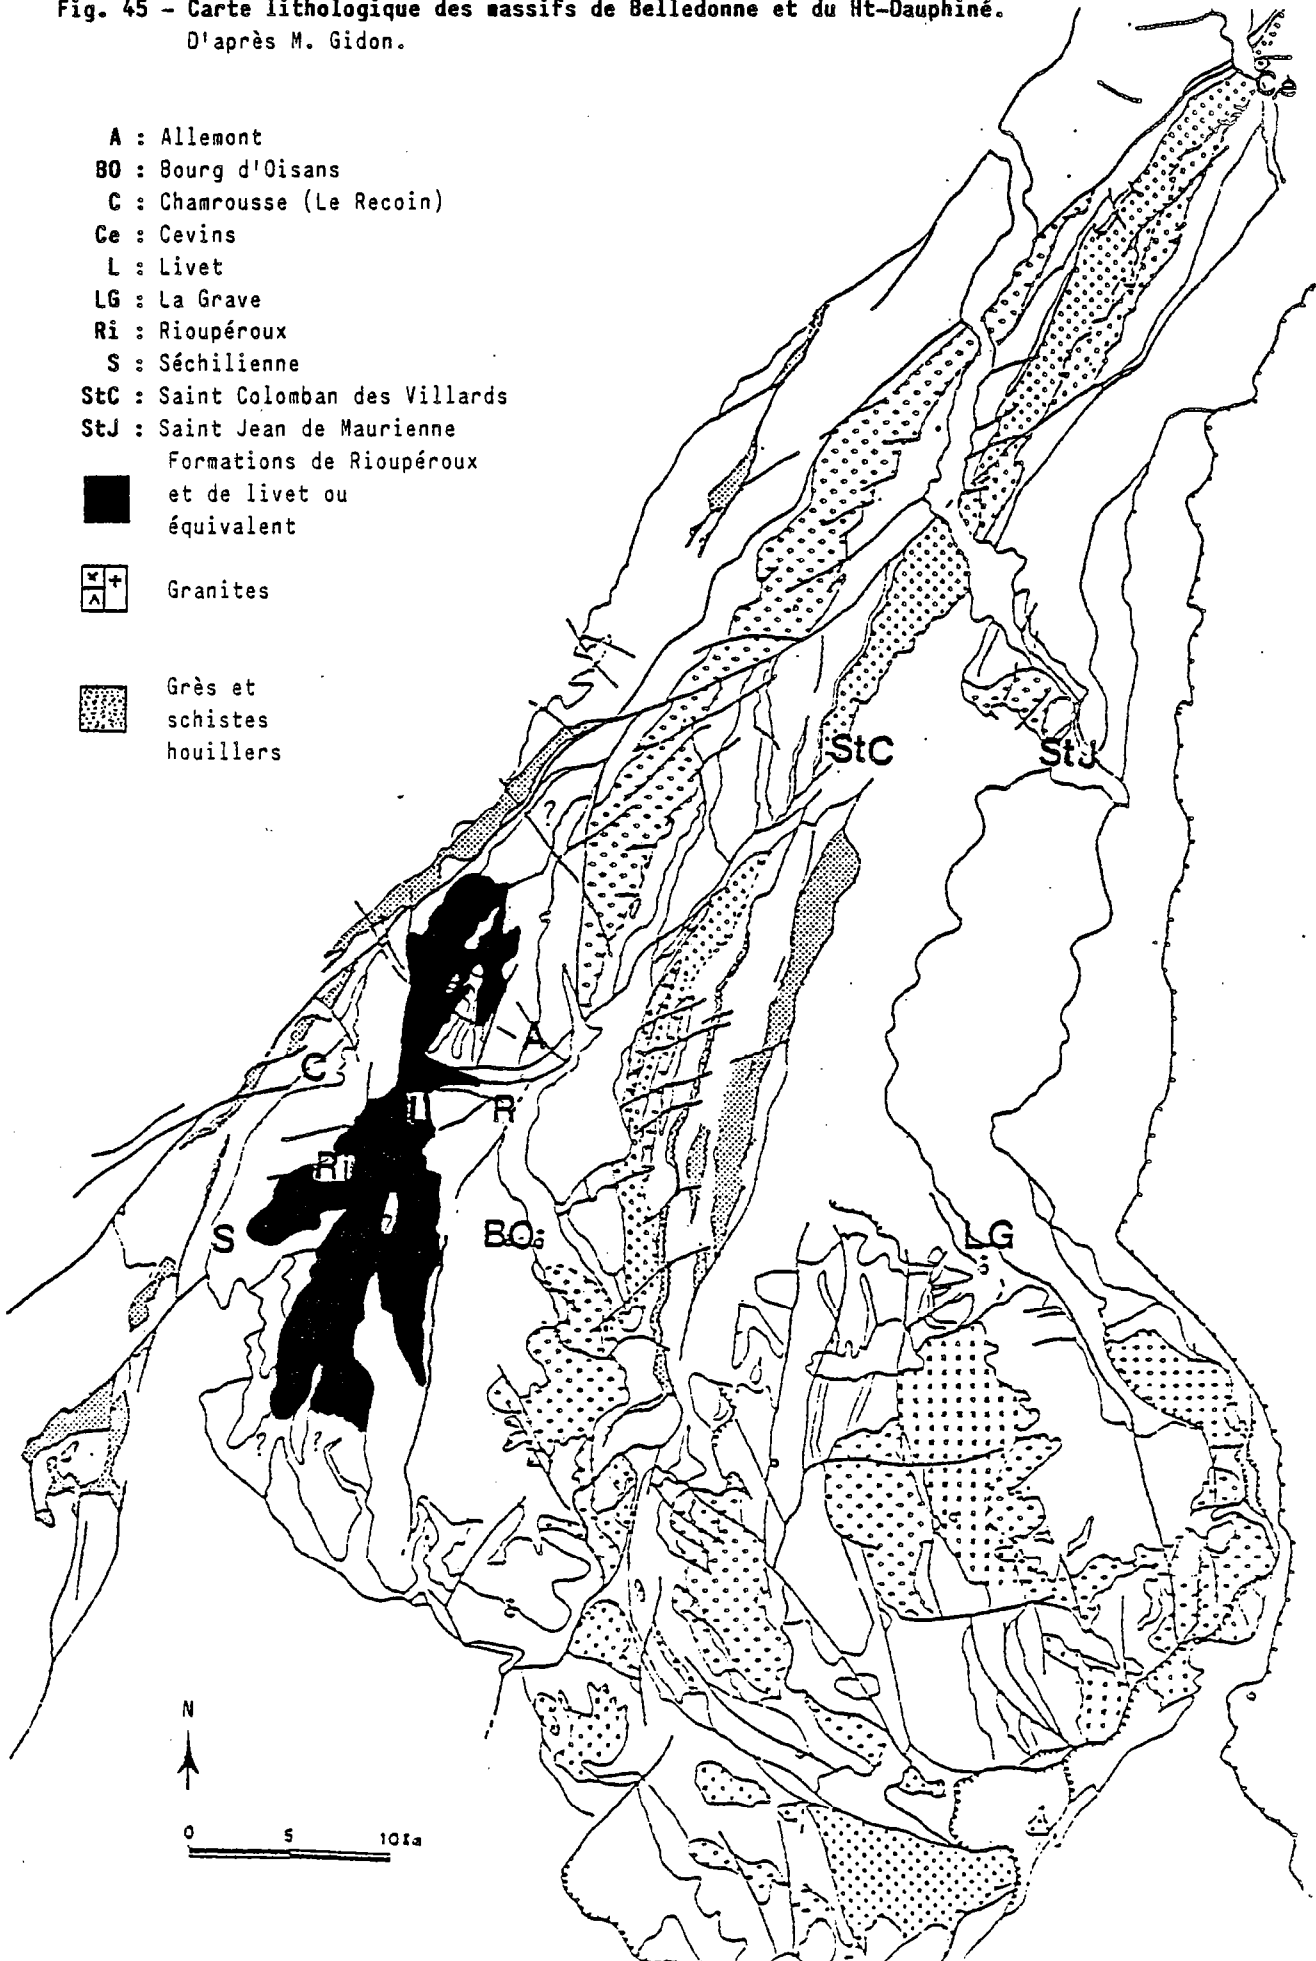 Fig. 45 - Carte lithologique des massifs de Belledonne et du Ht-Dauphiné.
D'après M. Gidon.
A : Allemont
BO : Bourg d'Oisans
C : Chamrousse (Le Recoin)
Ce : Cevins
L : Livet
LG : La Grave
Ri : Rioupéroux
S : Séchilienne
StC : Saint Colomban des Villards
StJ : Saint Jean de Maurienne
Formations de Rioupéroux
et de livet ou
équivalent
Granites
Grès et
schistes
houillers
Ce
StC
StJ
?
A
C
L
R
Ri
S
BO
LG
? ?
N
0 5 10 Km